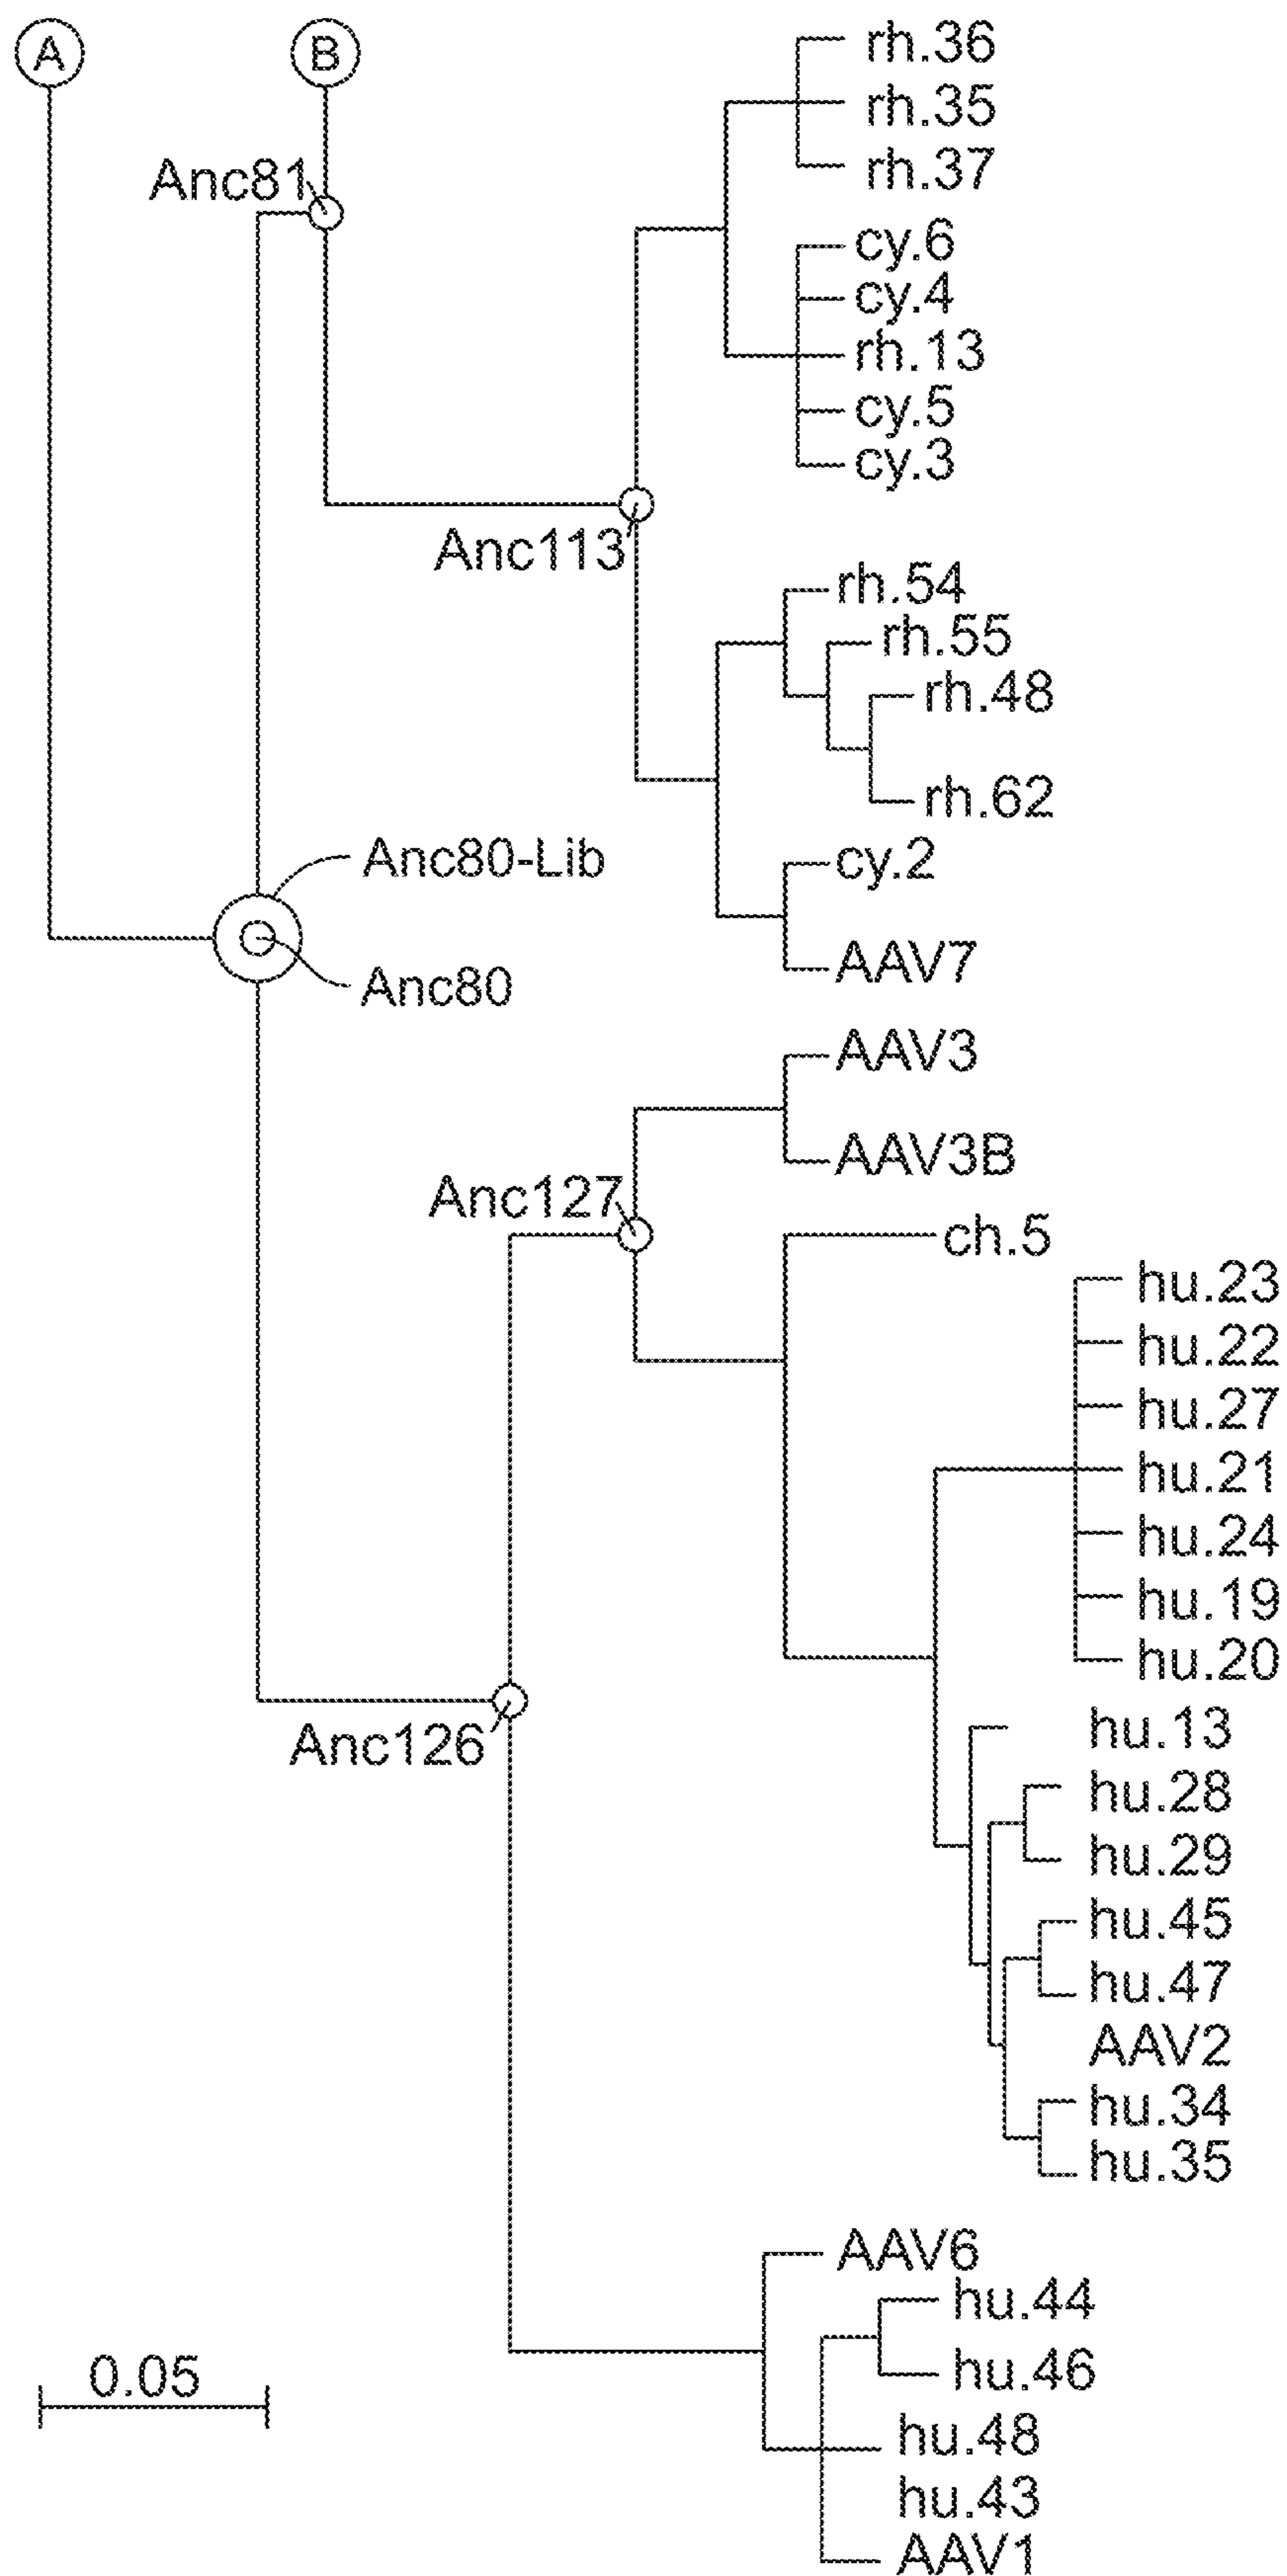 A
B
rh.36
rh.35
Anc81
rh.37
cy.6
cy.4
rh.13
cy.5
cy.3
Anc113
rh.54
rh.55
rh.48
rh.62
Anc80-Lib
cy.2
Anc80
AAV7
AAV3
AAV3B
Anc127
ch.5
hu.23
hu.22
hu.27
hu.21
hu.24
hu.19
hu.20
hu.13
Anc126
hu.28
hu.29
hu.45
hu.47
AAV2
hu.34
hu.35
AAV6
hu.44
hu.46
0.05
hu.48
hu.43
AAV1